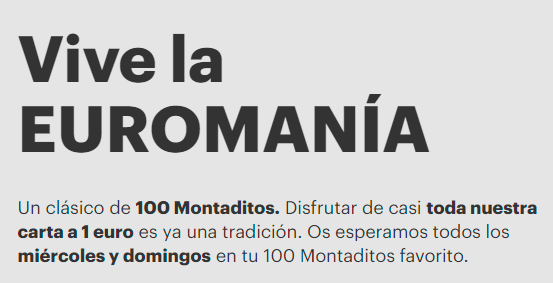 Vive la
EUROMANÍA
Un clásico de 100 Montaditos. Disfrutar de casi toda nuestra
carta a 1 euro es ya una tradición. Os esperamos todos los
miércoles y domingos en tu 100 Montaditos favorito.